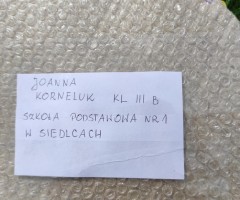 JOANNA
KORNELUK KL III B
SZKOŁA PODSTAWOWA NR 1
W SIEDLCACH